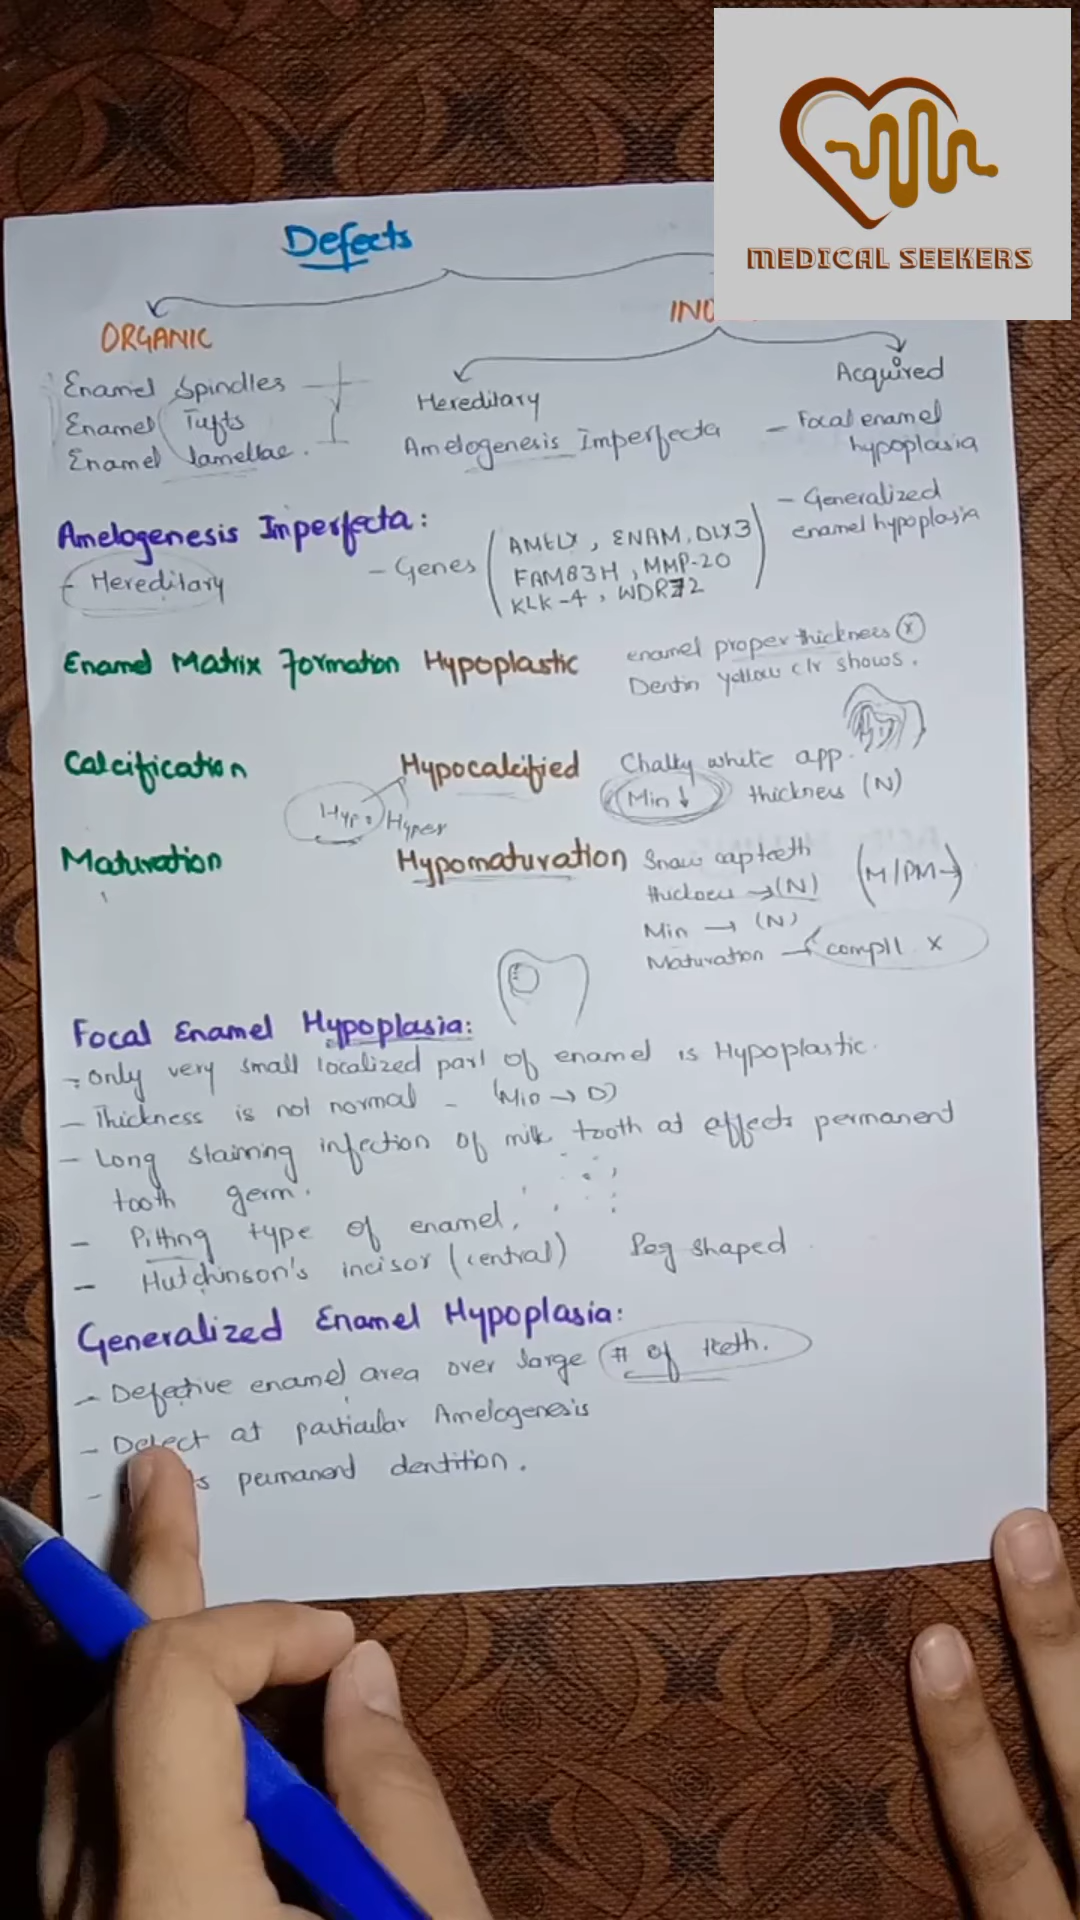 MEDICAL SEEKERS
Defects
ORGANIC
INO
Enamel Spindles
Enamel Tufts
Enamel lamellae.
Hereditary
Amelogenesis Imperfecta
Acquired
- Focal enamel
hypoplasia
- Generalized
enamel hypoplasia
Amelogenesis Imperfecta:
- Hereditary
- Genes
AMELX, ENAM, DLX3
FAM83H, MMP-20
KLK-4, WDR72
Enamel Matrix Formation Hypoplastic
enamel proper thickness x
Dentin yellow clr shows.
Calcification Hypocalcified
Chalky white app.
Min ↓ thickness (N)
Hypo Hyper
Maturation Hypomaturation
Snow cap teeth
thickness → (N)
(M/PM→)
Min → (N)
Maturation → compll x
Focal Enamel Hypoplasia:
- only very small localized part of enamel is Hypoplastic.
- Thickness is not normal - (Min → D)
- Long staining infection of milk tooth at effects permanent
tooth germ.
- Pitting type of enamel.
- Hutchinson's incisor (central) Peg shaped
Generalized Enamel Hypoplasia:
- Defective enamel area over large # of teeth.
- Defect at particular Amelogenesis
- s permanend dentition.